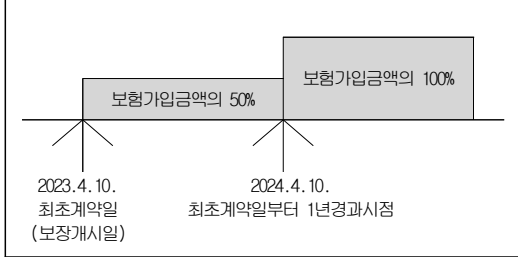 보험가입금액의 50%
보험가입금액의 100%
2023.4.10.
최초계약일
(보장개시일)
2024.4.10.
최초계약일부터 1년경과시점